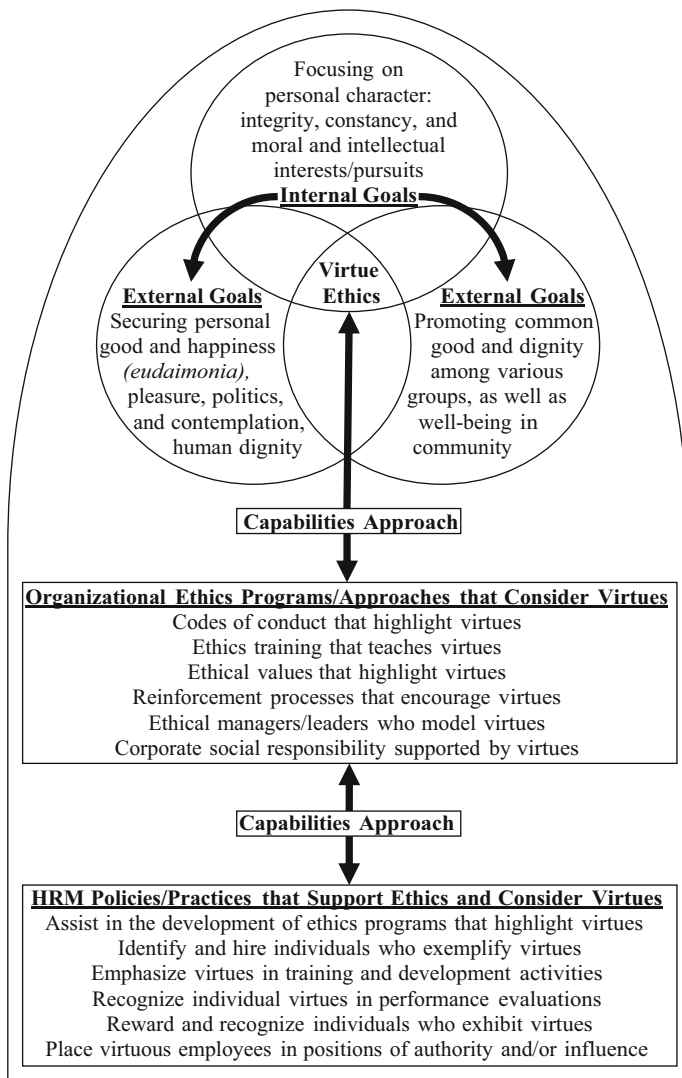 Focusing on
personal character:
integrity, constancy, and
moral and intellectual
interests/pursuits
Internal Goals
Virtue
Ethics
External Goals
Securing personal
good and happiness
(eudaimonia),
pleasure, politics,
and contemplation,
human dignity
External Goals
Promoting common
good and dignity
among various
groups, as well as
well-being in
community
Capabilities Approach
Organizational Ethics Programs/Approaches that Consider Virtues
Codes of conduct that highlight virtues
Ethics training that teaches virtues
Ethical values that highlight virtues
Reinforcement processes that encourage virtues
Ethical managers/leaders who model virtues
Corporate social responsibility supported by virtues
Capabilities Approach
HRM Policies/Practices that Support Ethics and Consider Virtues
Assist in the development of ethics programs that highlight virtues
Identify and hire individuals who exemplify virtues
Emphasize virtues in training and development activities
Recognize individual virtues in performance evaluations
Reward and recognize individuals who exhibit virtues
Place virtuous employees in positions of authority and/or influence